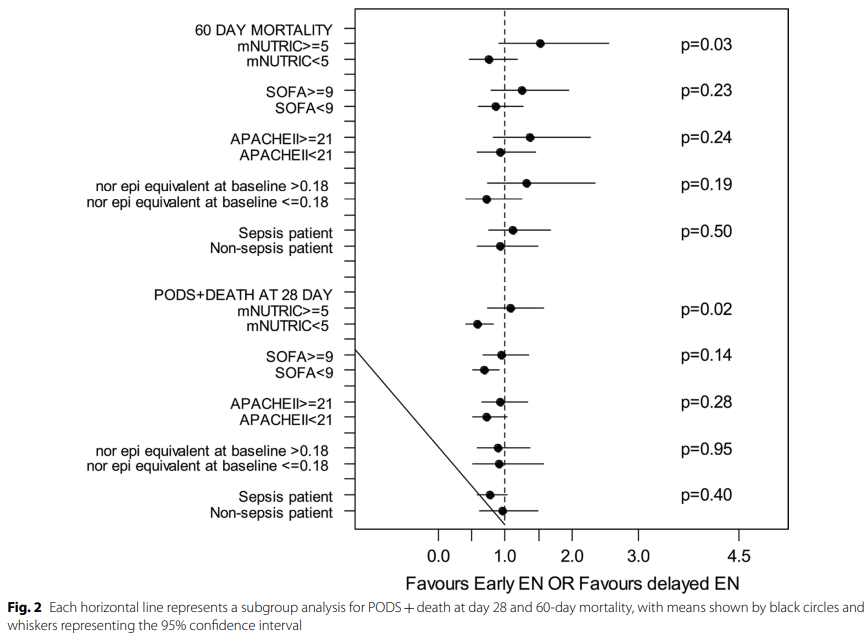 60 DAY MORTALITY
mNUTRIC>=5 p=0.03
mNUTRIC<5
SOFA>=9 p=0.23
SOFA<9
APACHEII>=21 p=0.24
APACHEII<21
nor epi equivalent at baseline >0.18 p=0.19
nor epi equivalent at baseline <=0.18
Sepsis patient p=0.50
Non-sepsis patient
PODS+DEATH AT 28 DAY
mNUTRIC>=5 p=0.02
mNUTRIC<5
SOFA>=9 p=0.14
SOFA<9
APACHEII>=21 p=0.28
APACHEII<21
nor epi equivalent at baseline >0.18 p=0.95
nor epi equivalent at baseline <=0.18
Sepsis patient p=0.40
Non-sepsis patient
0.0 1.0 2.0 3.0 4.5
Favours Early EN OR Favours delayed EN
Fig. 2 Each horizontal line represents a subgroup analysis for PODS + death at day 28 and 60-day mortality, with means shown by black circles and
whiskers representing the 95% confidence interval